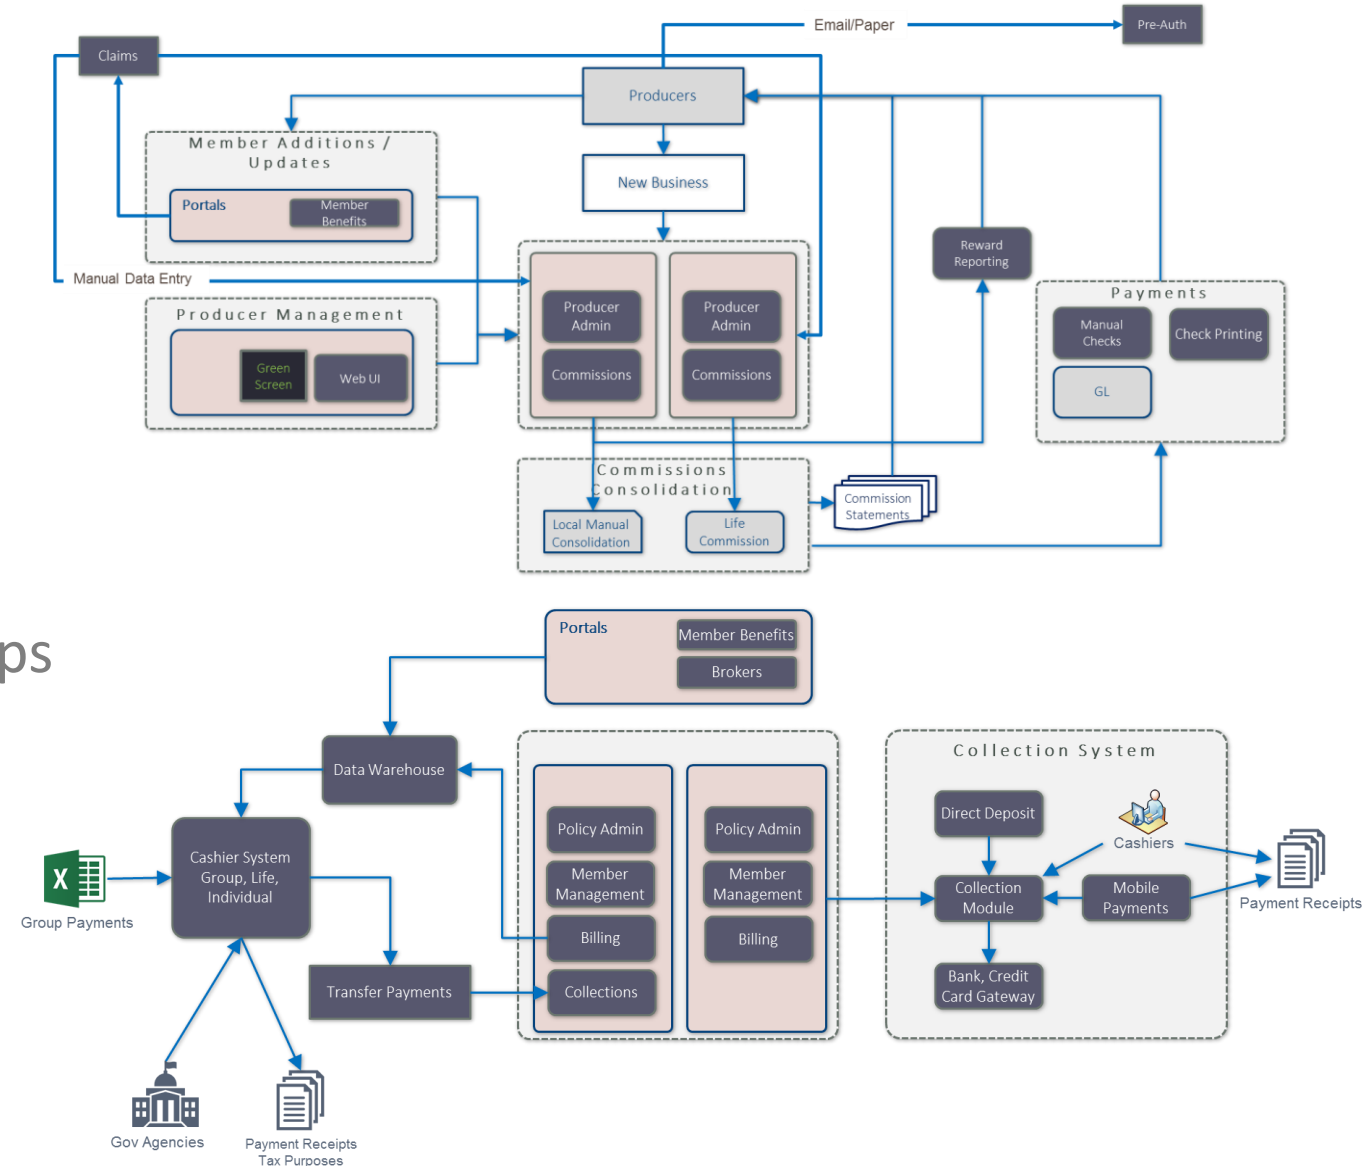 Email/Paper
Pre-Auth
Claims
Producers
Member Additions /
Updates
Portals
Member
Benefits
New Business
Manual Data Entry
Producer Management
Green
Screen
Web UI
Producer
Admin
Commissions
Producer
Admin
Commissions
Reward
Reporting
Payments
Manual
Checks
Check Printing
GL
Commissions
Consolidation
Local Manual
Consolidation
Life
Commission
Commission
Statements
ps
Portals
Member Benefits
Brokers
Data Warehouse
Cashier System
Group, Life,
Individual
Group Payments
Transfer Payments
Gov Agencies
Payment Receipts
Tax Purposes
Policy Admin
Member
Management
Billing
Collections
Policy Admin
Member
Management
Billing
Collection System
Direct Deposit
Cashiers
Collection
Module
Mobile
Payments
Bank, Credit
Card Gateway
Payment Receipts